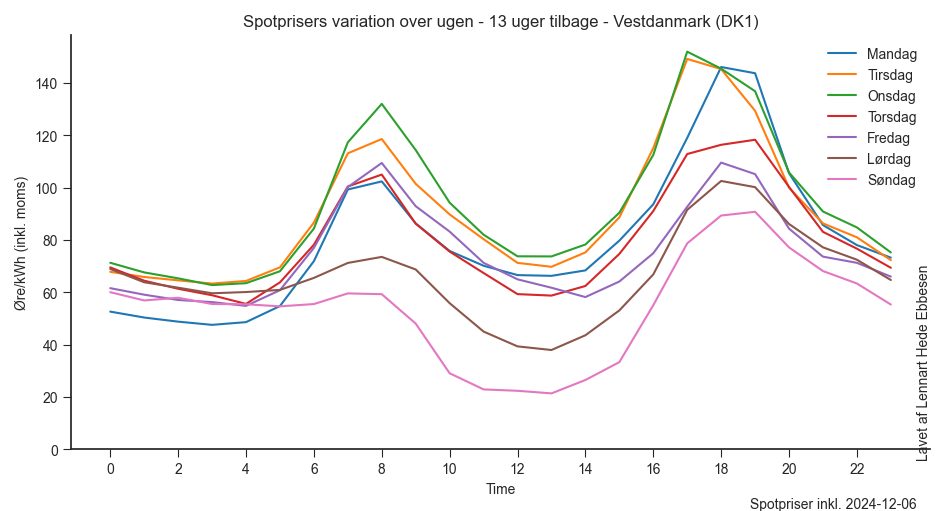 Spotprisers variation over ugen - 13 uger tilbage - Vestdanmark (DK1)
Øre/kWh (inkl. moms)
140
120
100
80
60
40
20
0
0 2 4 6 8 10 12 14 16 18 20 22
Time
Mandag
Tirsdag
Onsdag
Torsdag
Fredag
Lørdag
Søndag
Lavet af Lennart Hede Ebbesen
Spotpriser inkl. 2024-12-06